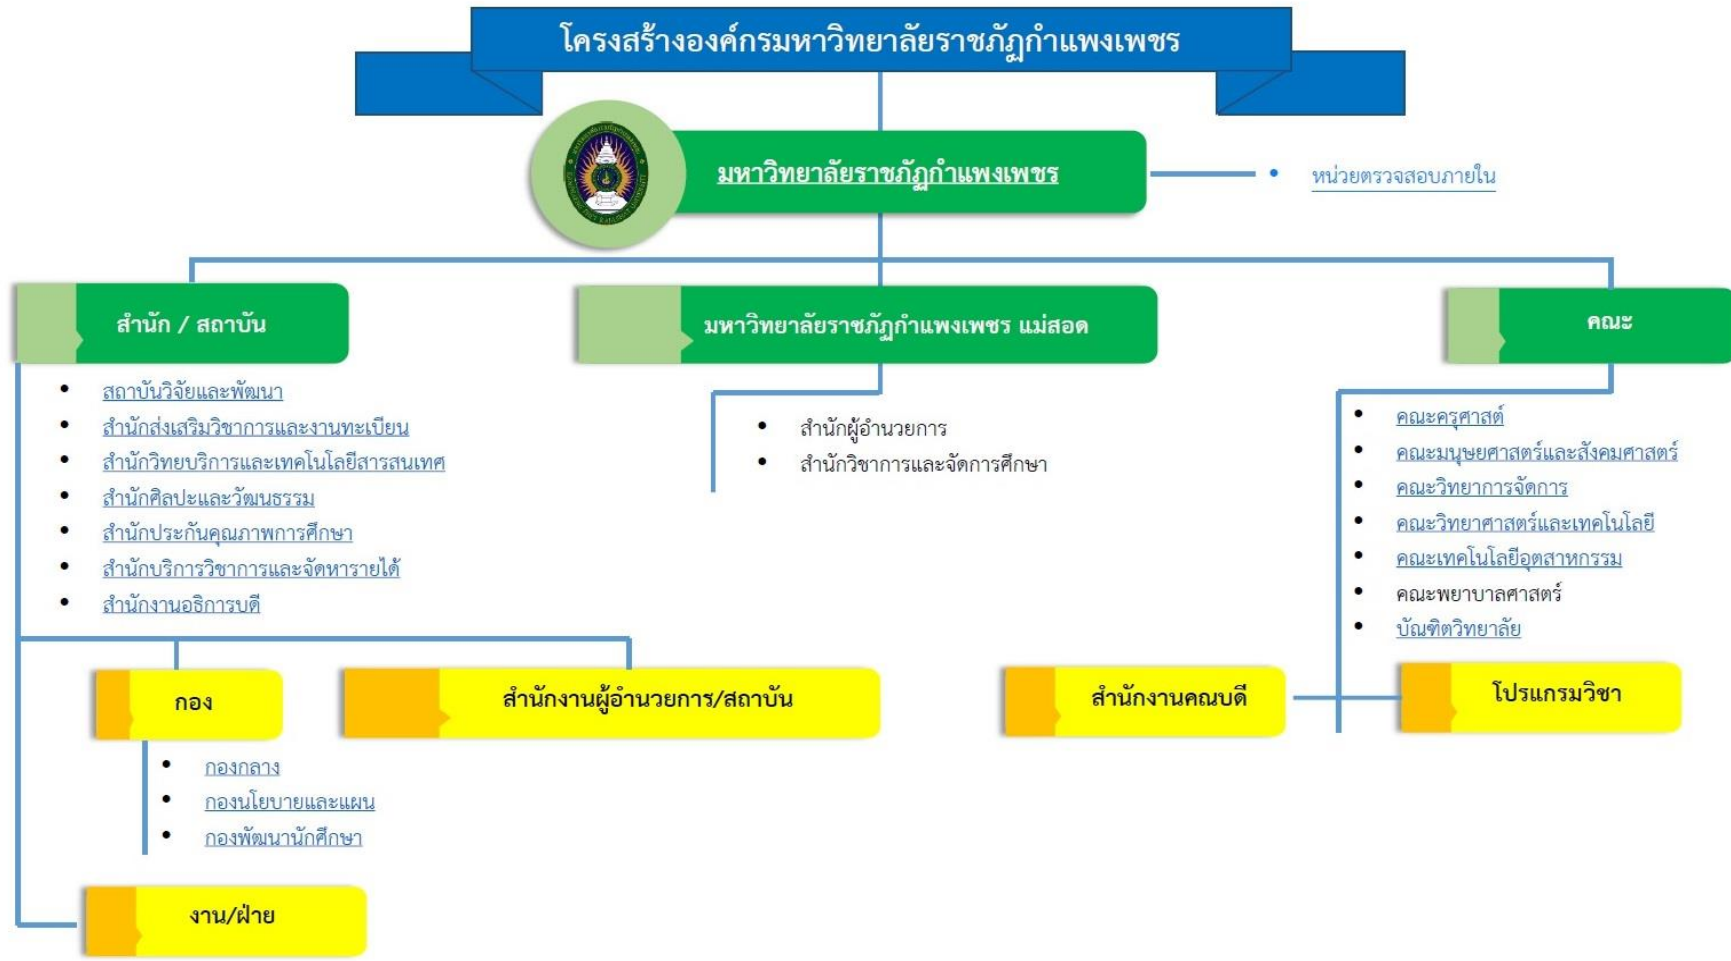 โครงสร้างองค์กรมหาวิทยาลัยราชภัฏกำแพงเพชร
มหาวิทยาลัยราชภัฏกำแพงเพชร
• หน่วยตรวจสอบภายใน
สำนัก / สถาบัน
• สถาบันวิจัยและพัฒนา
• สำนักส่งเสริมวิชาการและงานทะเบียน
• สำนักวิทยบริการและเทคโนโลยีสารสนเทศ
• สำนักศิลปะและวัฒนธรรม
• สำนักประกันคุณภาพการศึกษา
• สำนักบริการวิชาการและจัดหารายได้
• สำนักงานอธิการบดี
กอง
• กองกลาง
• กองนโยบายและแผน
• กองพัฒนานักศึกษา
สำนักงานผู้อำนวยการ/สถาบัน
งาน/ฝ่าย
มหาวิทยาลัยราชภัฏกำแพงเพชร แม่สอด
• สำนักผู้อำนวยการ
• สำนักวิชาการและจัดการศึกษา
คณะ
• คณะครุศาสต์
• คณะมนุษยศาสตร์และสังคมศาสตร์
• คณะวิทยาการจัดการ
• คณะวิทยาศาสตร์และเทคโนโลยี
• คณะเทคโนโลยีอุตสาหกรรม
• คณะพยาบาลศาสตร์
• บัณฑิตวิทยาลัย
สำนักงานคณบดี
โปรแกรมวิชา